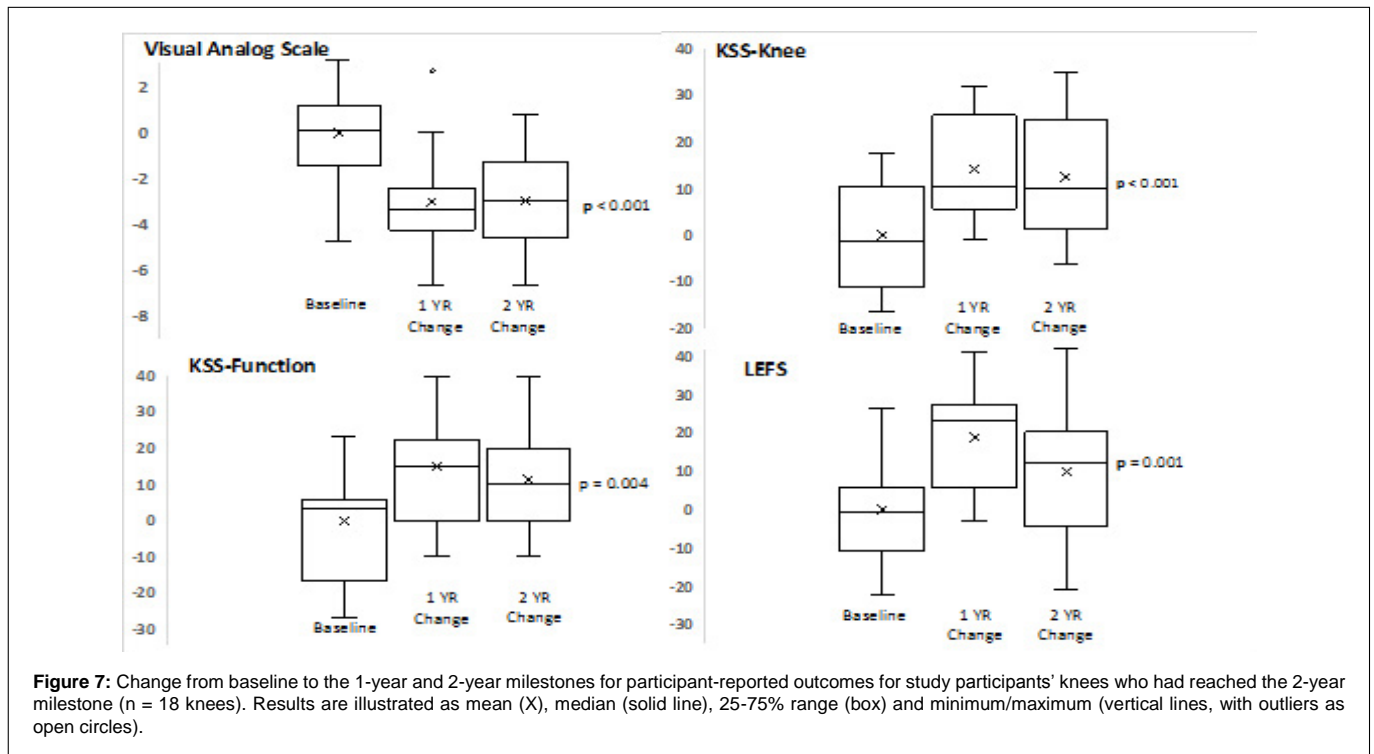 Visual Analog Scale
2
0
-2
-4
-6
-8
Baseline
1 YR
Change
2 YR
Change
p < 0.001
KSS-Knee
40
30
20
10
0
-10
-20
Baseline
1 YR
Change
2 YR
Change
p < 0.001
KSS-Function
40
30
20
10
0
-10
-20
-30
Baseline
1 YR
Change
2 YR
Change
p = 0.004
LEFS
40
30
20
10
0
-10
-20
-30
Baseline
1 YR
Change
2 YR
Change
p = 0.001
Figure 7: Change from baseline to the 1-year and 2-year milestones for participant-reported outcomes for study participants' knees who had reached the 2-year
milestone (n = 18 knees). Results are illustrated as mean (X), median (solid line), 25-75% range (box) and minimum/maximum (vertical lines, with outliers as
open circles).